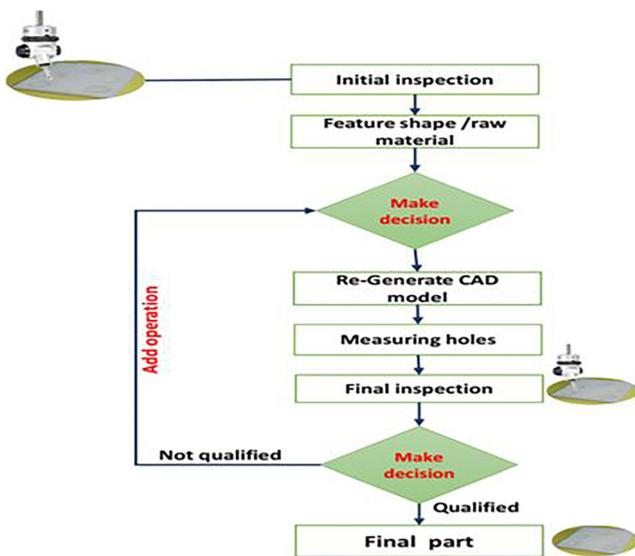 Initial inspection
Feature shape /raw
material
Make
decision
Re-Generate CAD
model
Measuring holes
Add operation
Final inspection
Not qualified
Make
decision
Qualified
Final part